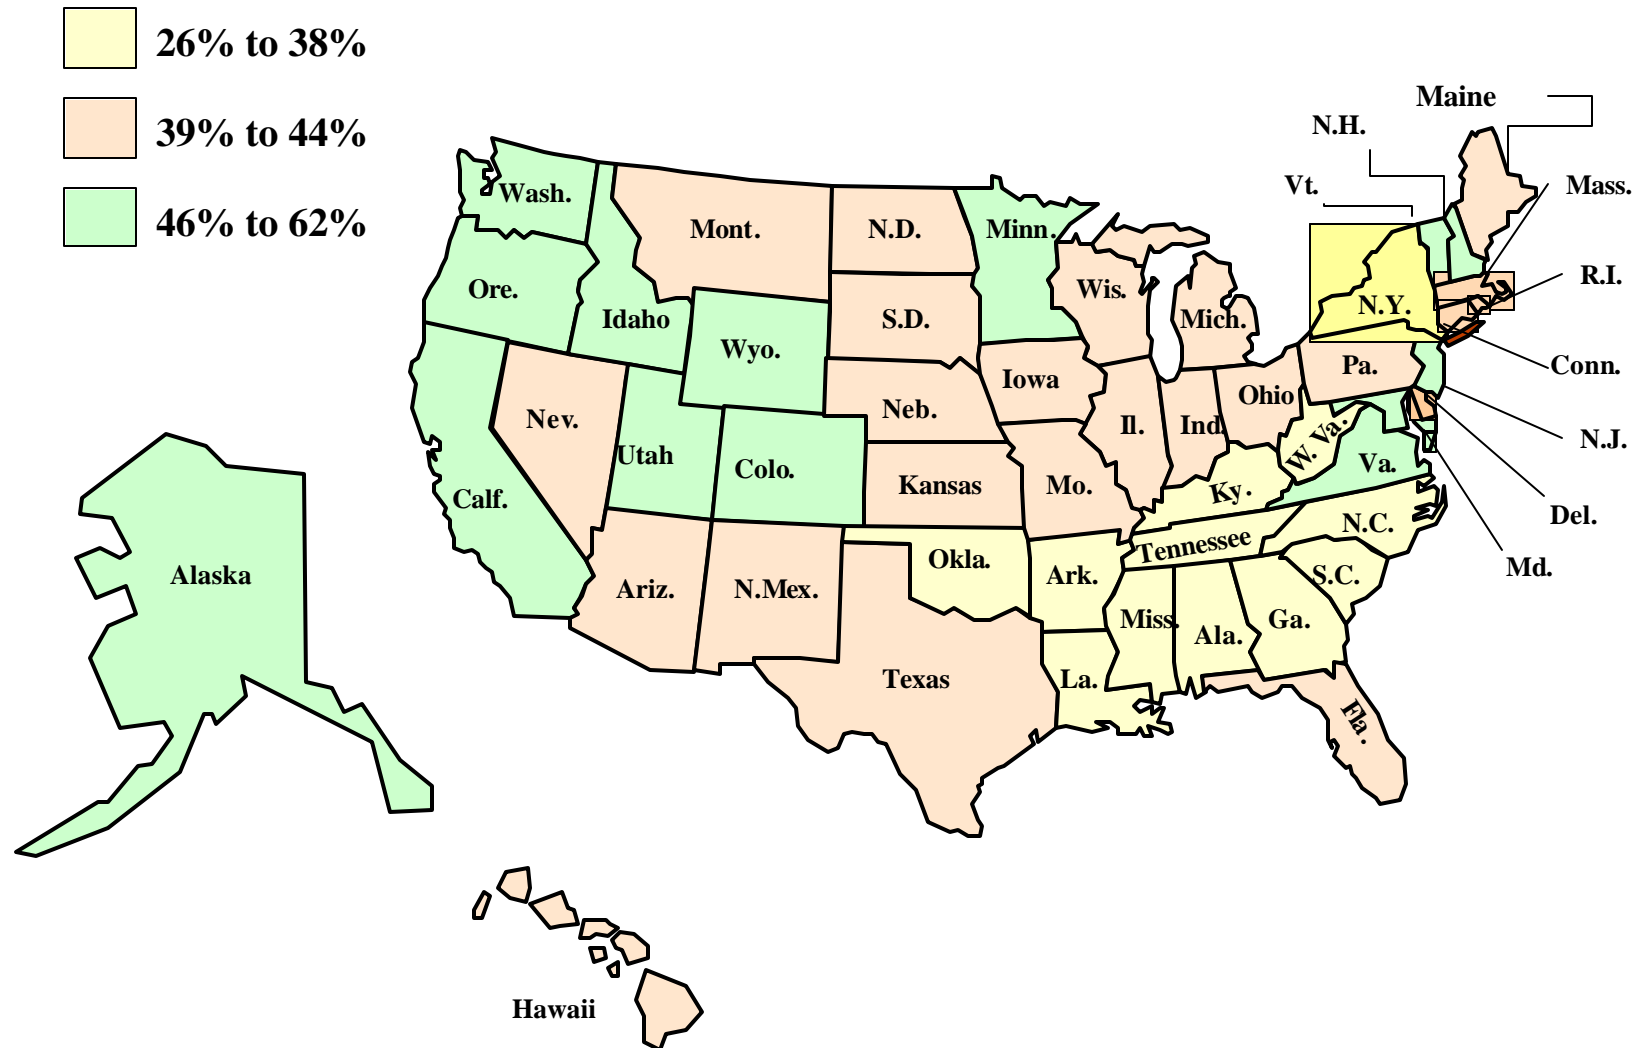 26% to 38%
39% to 44%
46% to 62%
Maine
N.H.
Vt.
Mass.
Wash.
Mont.
N.D.
Minn.
R.I.
Ore.
Idaho
S.D.
Wis.
Mich.
N.Y.
Wyo.
Conn.
Iowa
Pa.
Nev.
Neb.
Il.
Ind.
Ohio
W. Va.
N.J.
Utah
Colo.
Kansas
Mo.
Va.
Calf.
Ky.
N.C.
Del.
Tennessee
Md.
Alaska
Ariz.
N.Mex.
Okla.
Ark.
S.C.
Miss.
Ala.
Ga.
Texas
La.
Fla.
Hawaii